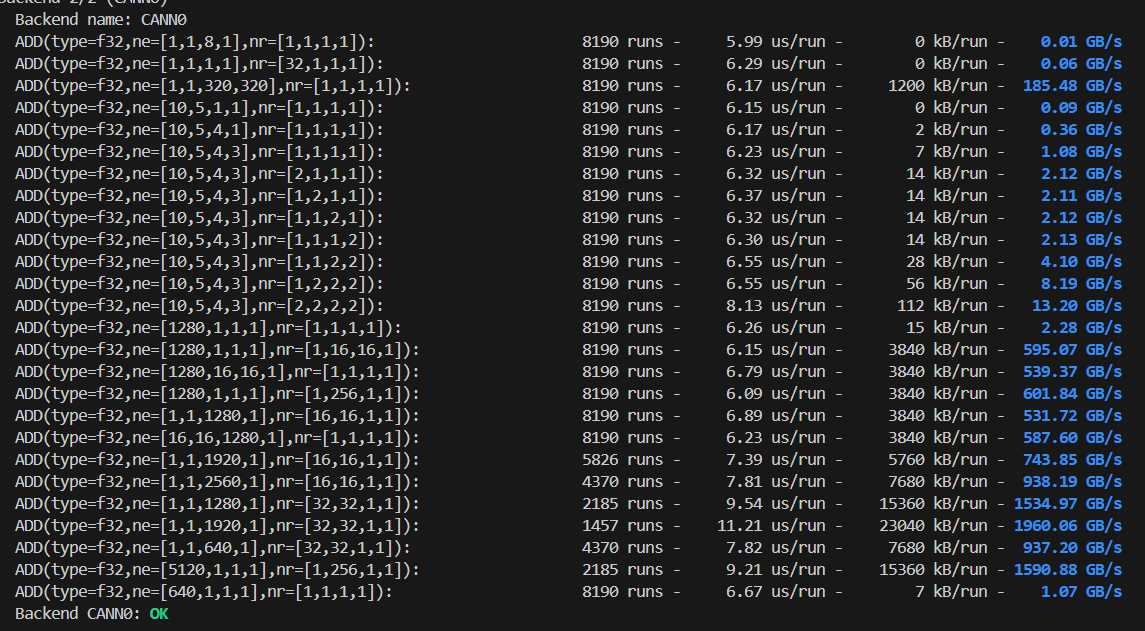 Backend 2/2 (CANN0)
Backend name: CANN0
ADD(type=f32,ne=[1,1,8,1],nr=[1,1,1,1]): 8190 runs - 5.99 us/run - 0 kB/run - 0.01 GB/s
ADD(type=f32,ne=[1,1,1,1],nr=[32,1,1,1]): 8190 runs - 6.29 us/run - 0 kB/run - 0.06 GB/s
ADD(type=f32,ne=[1,1,320,320],nr=[1,1,1,1]): 8190 runs - 6.17 us/run - 1200 kB/run - 185.48 GB/s
ADD(type=f32,ne=[10,5,1,1],nr=[1,1,1,1]): 8190 runs - 6.15 us/run - 0 kB/run - 0.09 GB/s
ADD(type=f32,ne=[10,5,4,1],nr=[1,1,1,1]): 8190 runs - 6.17 us/run - 2 kB/run - 0.36 GB/s
ADD(type=f32,ne=[10,5,4,3],nr=[1,1,1,1]): 8190 runs - 6.23 us/run - 7 kB/run - 1.08 GB/s
ADD(type=f32,ne=[10,5,4,3],nr=[2,1,1,1]): 8190 runs - 6.32 us/run - 14 kB/run - 2.12 GB/s
ADD(type=f32,ne=[10,5,4,3],nr=[1,2,1,1]): 8190 runs - 6.37 us/run - 14 kB/run - 2.11 GB/s
ADD(type=f32,ne=[10,5,4,3],nr=[1,1,2,1]): 8190 runs - 6.32 us/run - 14 kB/run - 2.12 GB/s
ADD(type=f32,ne=[10,5,4,3],nr=[1,1,1,2]): 8190 runs - 6.30 us/run - 14 kB/run - 2.13 GB/s
ADD(type=f32,ne=[10,5,4,3],nr=[1,1,2,2]): 8190 runs - 6.55 us/run - 28 kB/run - 4.10 GB/s
ADD(type=f32,ne=[10,5,4,3],nr=[1,2,2,2]): 8190 runs - 6.55 us/run - 56 kB/run - 8.19 GB/s
ADD(type=f32,ne=[10,5,4,3],nr=[2,2,2,2]): 8190 runs - 8.13 us/run - 112 kB/run - 13.20 GB/s
ADD(type=f32,ne=[1280,1,1,1],nr=[1,1,1,1]): 8190 runs - 6.26 us/run - 15 kB/run - 2.28 GB/s
ADD(type=f32,ne=[1280,1,1,1],nr=[1,16,16,1]): 8190 runs - 6.15 us/run - 3840 kB/run - 595.07 GB/s
ADD(type=f32,ne=[1280,16,16,1],nr=[1,1,1,1]): 8190 runs - 6.79 us/run - 3840 kB/run - 539.37 GB/s
ADD(type=f32,ne=[1280,1,1,1],nr=[1,256,1,1]): 8190 runs - 6.09 us/run - 3840 kB/run - 601.84 GB/s
ADD(type=f32,ne=[1,1,1280,1],nr=[16,16,1,1]): 8190 runs - 6.89 us/run - 3840 kB/run - 531.72 GB/s
ADD(type=f32,ne=[16,16,1280,1],nr=[1,1,1,1]): 8190 runs - 6.23 us/run - 3840 kB/run - 587.60 GB/s
ADD(type=f32,ne=[1,1,1920,1],nr=[16,16,1,1]): 5826 runs - 7.39 us/run - 5760 kB/run - 743.85 GB/s
ADD(type=f32,ne=[1,1,2560,1],nr=[16,16,1,1]): 4370 runs - 7.81 us/run - 7680 kB/run - 938.19 GB/s
ADD(type=f32,ne=[1,1,1280,1],nr=[32,32,1,1]): 2185 runs - 9.54 us/run - 15360 kB/run - 1534.97 GB/s
ADD(type=f32,ne=[1,1,1920,1],nr=[32,32,1,1]): 1457 runs - 11.21 us/run - 23040 kB/run - 1960.06 GB/s
ADD(type=f32,ne=[1,1,640,1],nr=[32,32,1,1]): 4370 runs - 7.82 us/run - 7680 kB/run - 937.20 GB/s
ADD(type=f32,ne=[5120,1,1,1],nr=[1,256,1,1]): 2185 runs - 9.21 us/run - 15360 kB/run - 1590.88 GB/s
ADD(type=f32,ne=[640,1,1,1],nr=[1,1,1,1]): 8190 runs - 6.67 us/run - 7 kB/run - 1.07 GB/s
Backend CANN0: OK